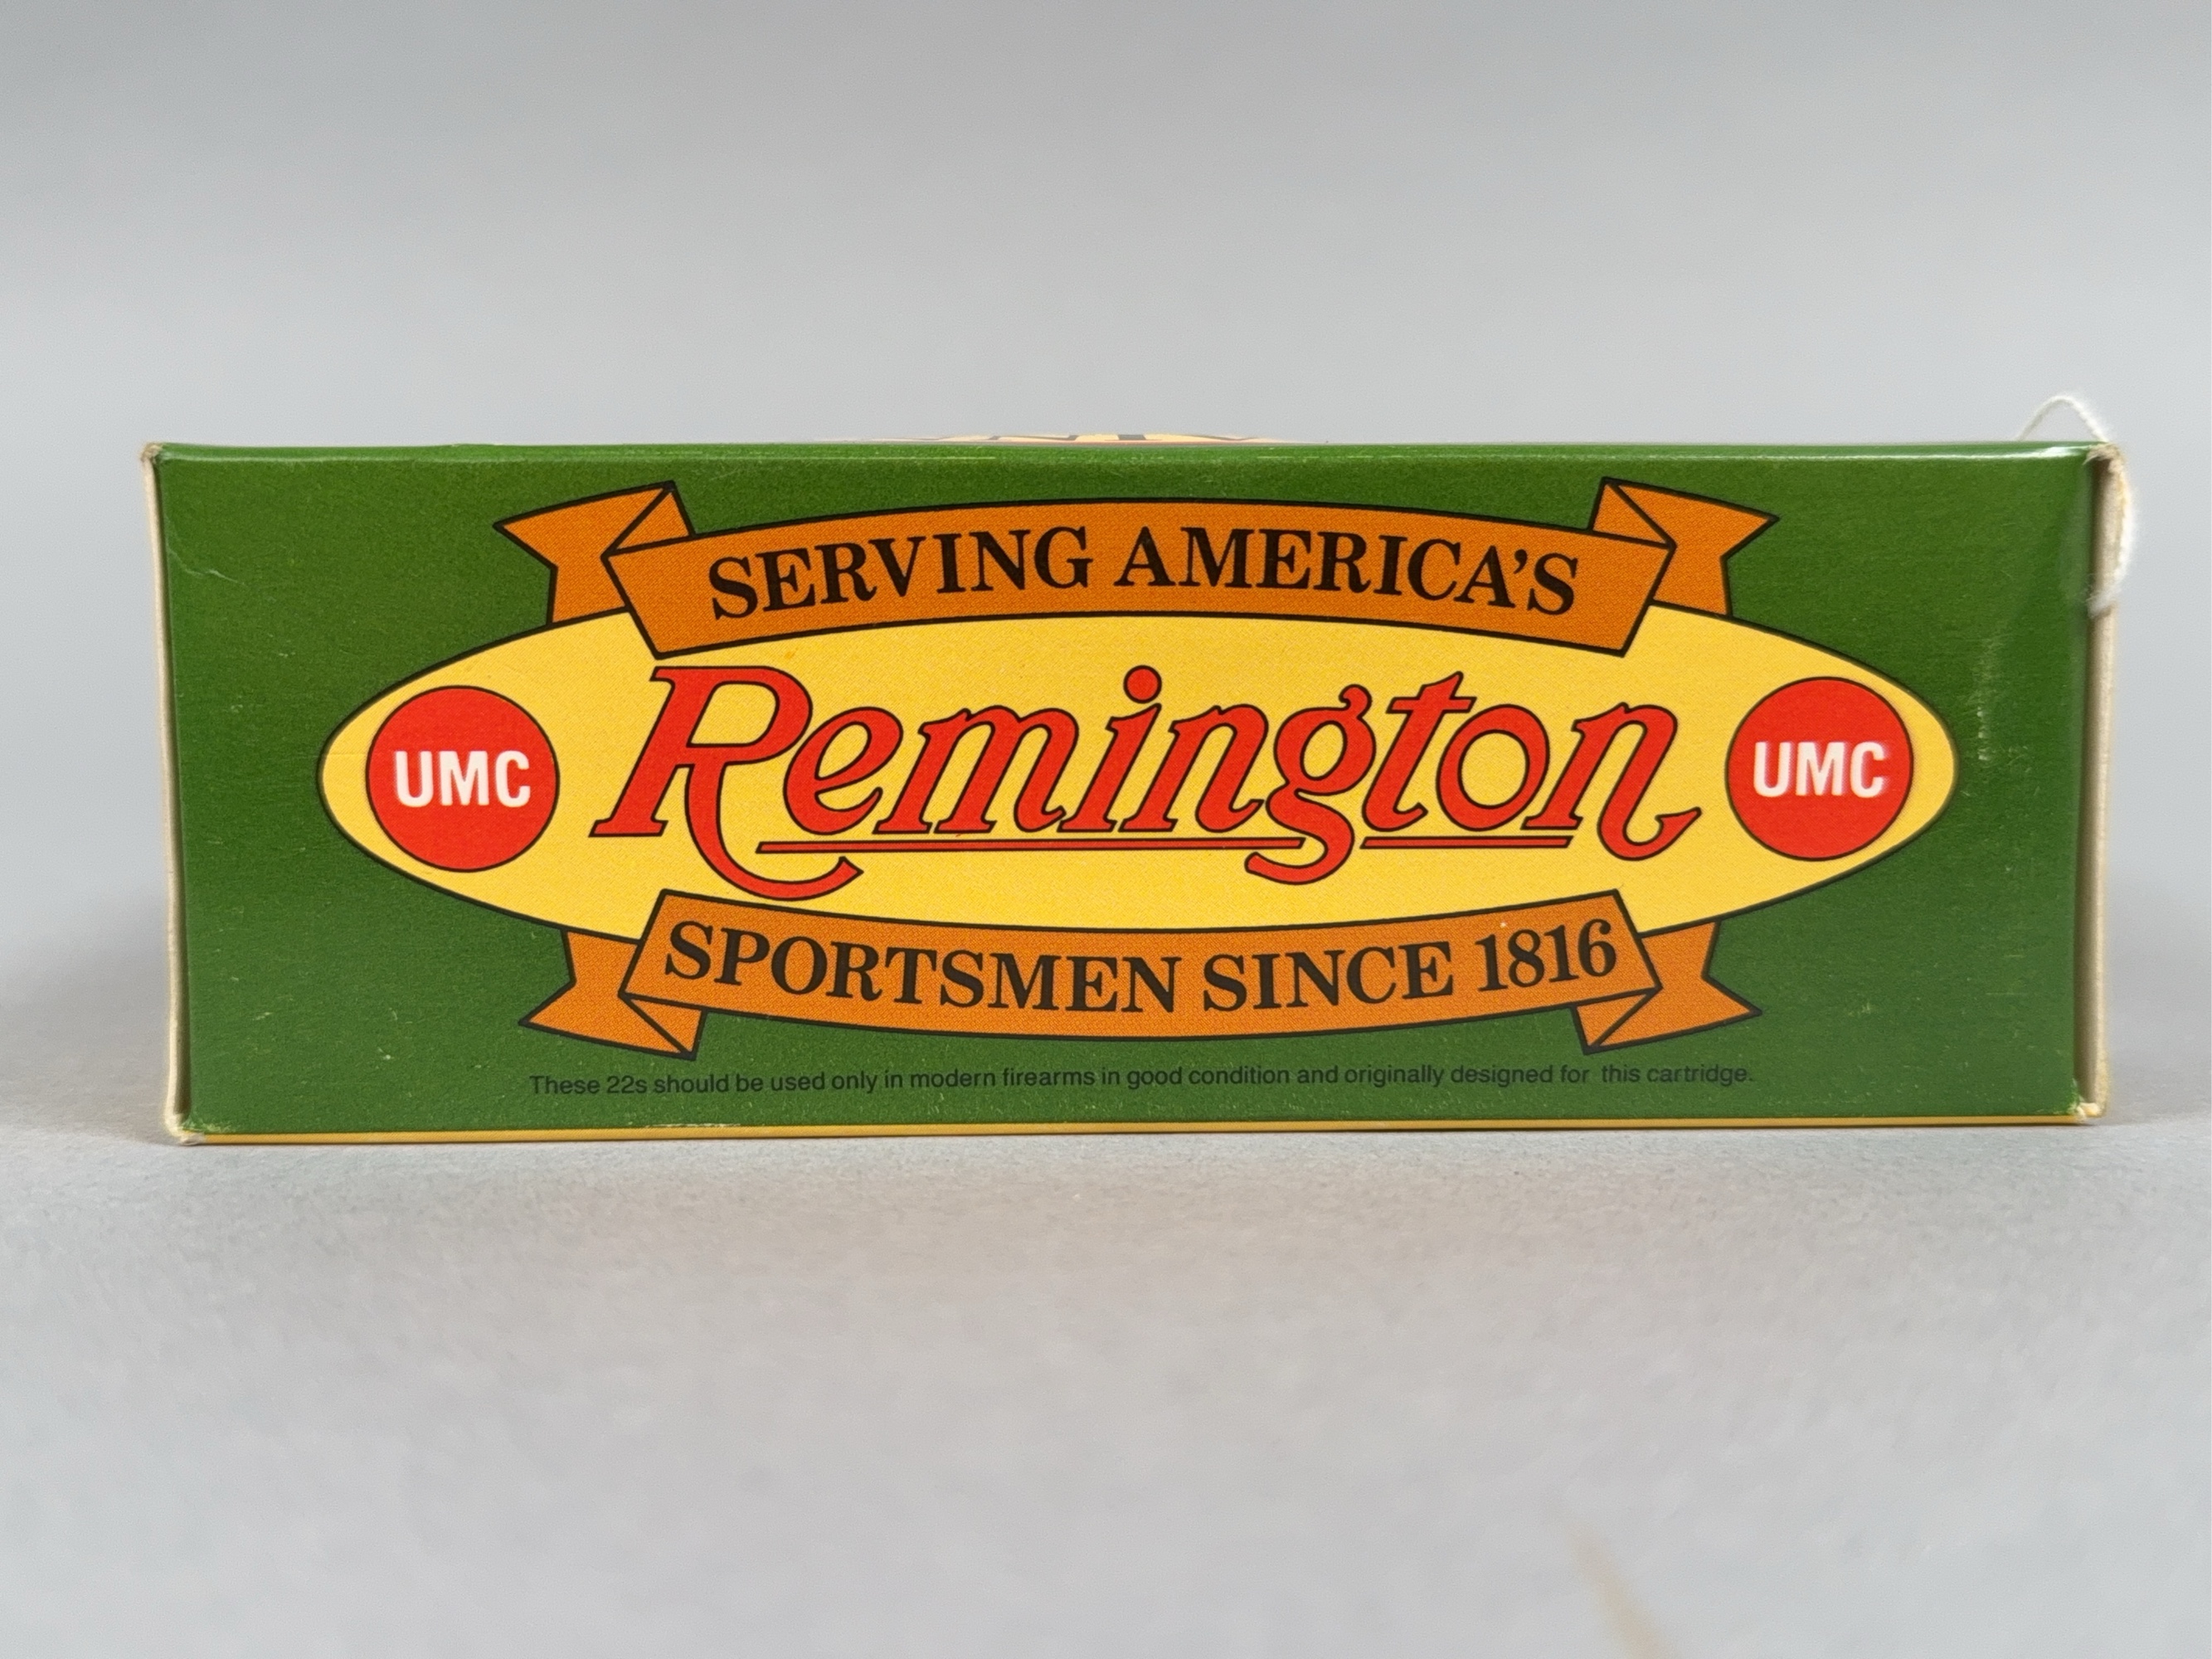 SERVING AMERICA'S
UMC Remington UMC
SPORTSMEN SINCE 1816
These 22s should be used only in modern firearms in good condition and originally designed for this cartridge.